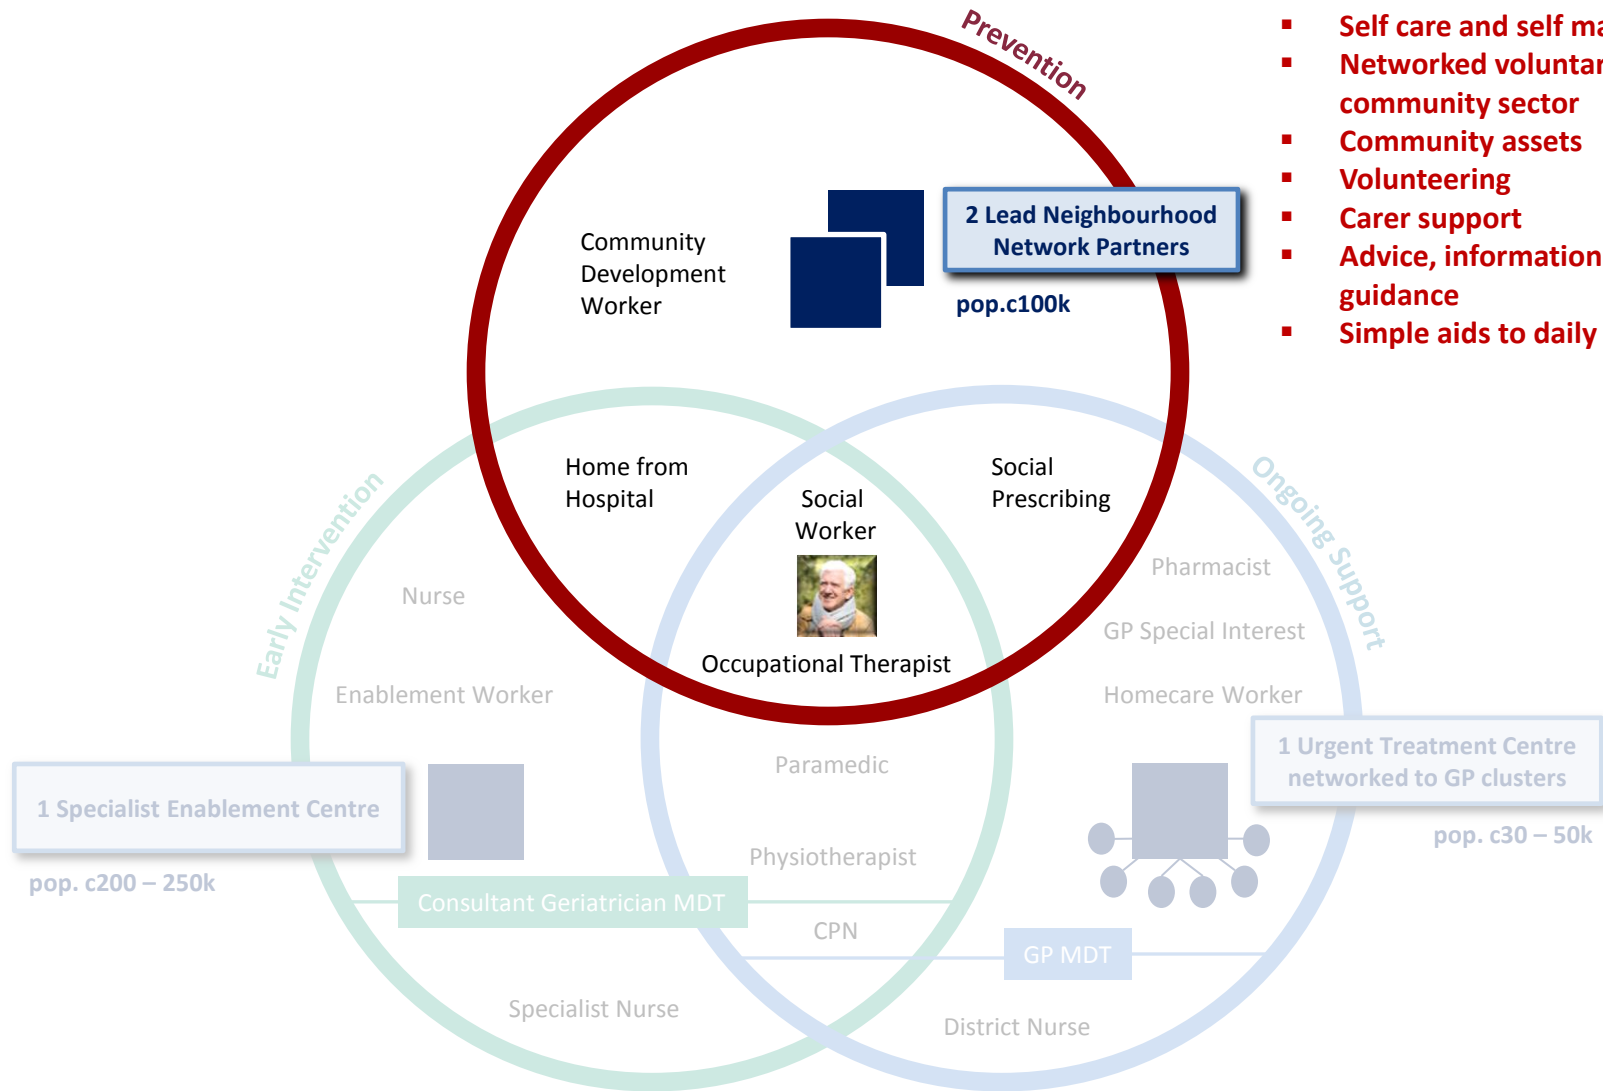 Prevention
▪ Self care and self ma
▪ Networked voluntar
community sector
▪ Community assets
▪ Volunteering
▪ Carer support
▪ Advice, information
guidance
▪ Simple aids to daily
2 Lead Neighbourhood
Network Partners
pop.c100k
Community
Development
Worker
Home from
Hospital
Social
Worker
Social
Prescribing
Occupational Therapist
Early Intervention
Ongoing Support
Nurse
Enablement Worker
Pharmacist
GP Special Interest
Homecare Worker
1 Specialist Enablement Centre
pop. c200 – 250k
Paramedic
Physiotherapist
1 Urgent Treatment Centre
networked to GP clusters
pop. c30 – 50k
Consultant Geriatrician MDT
CPN
GP MDT
Specialist Nurse
District Nurse